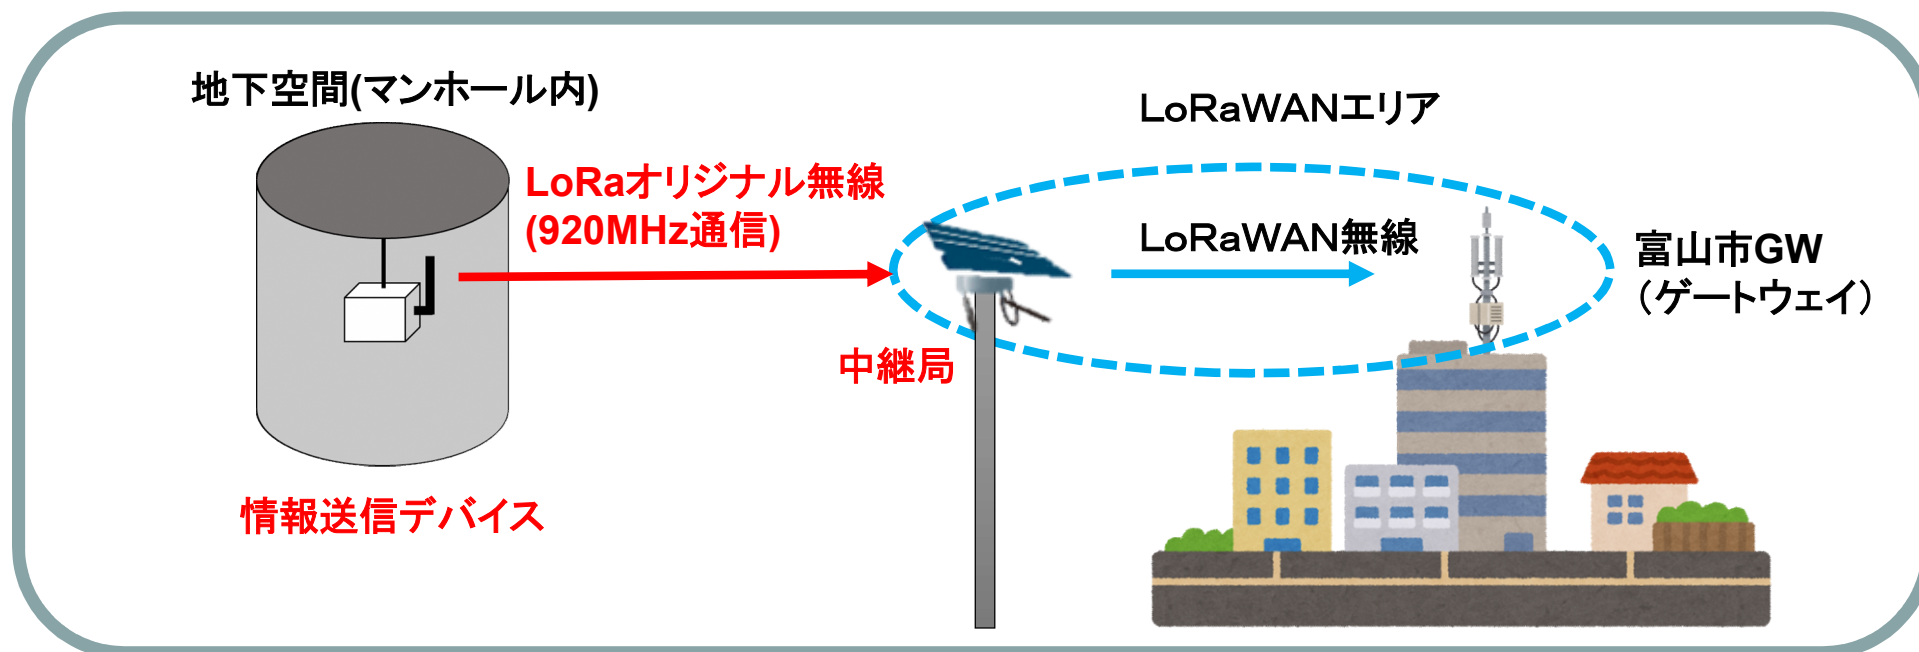 地下空間(マンホール内)
LoRaWANエリア
LoRaオリジナル無線
(920MHz通信)
LoRaWAN無線
富山市GW
（ゲートウェイ）
中継局
情報送信デバイス